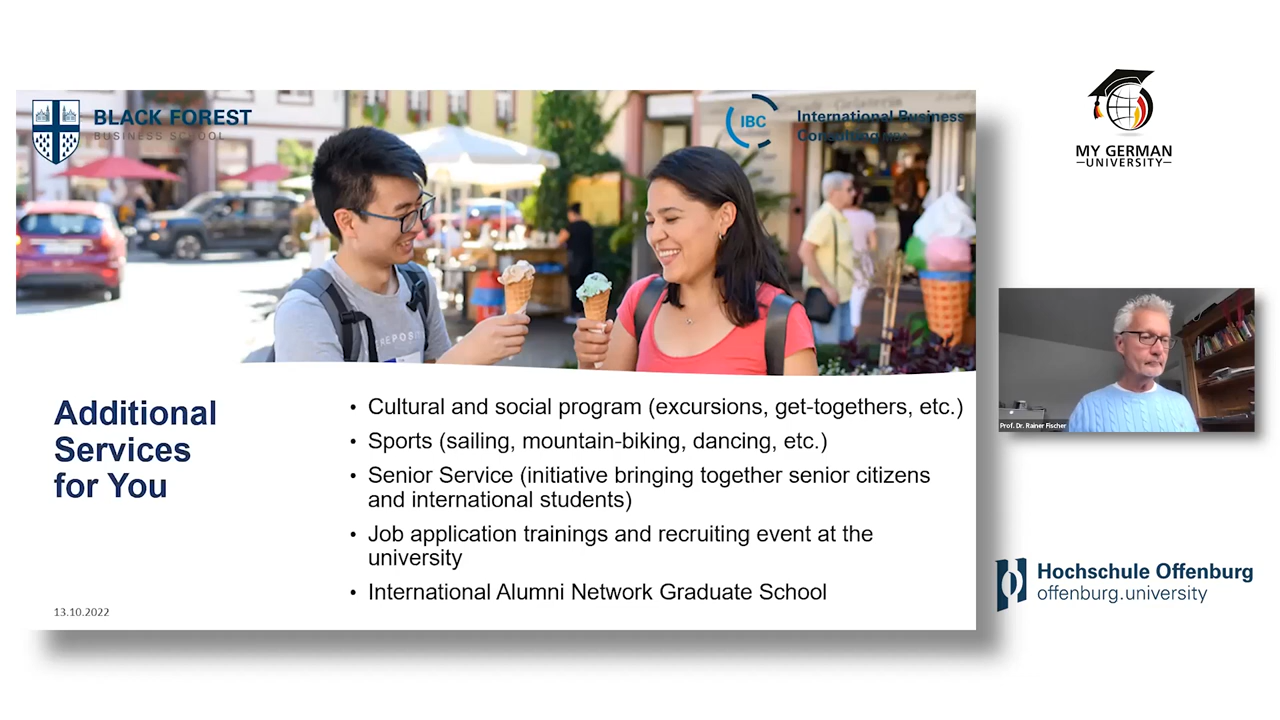 BLACK FOREST
BUSINESS SCHOOL
IBC
International Business
Consulting
MY GERMAN
UNIVERSITY
REPOSI
Additional
Services
for You
• Cultural and social program (excursions, get-togethers, etc.)
• Sports (sailing, mountain-biking, dancing, etc.)
• Senior Service (initiative bringing together senior citizens
and international students)
• Job application trainings and recruiting event at the
university
• International Alumni Network Graduate School
13.10.2022
Prof. Dr. Rainer Fischer
Hochschule Offenburg
offenburg.university